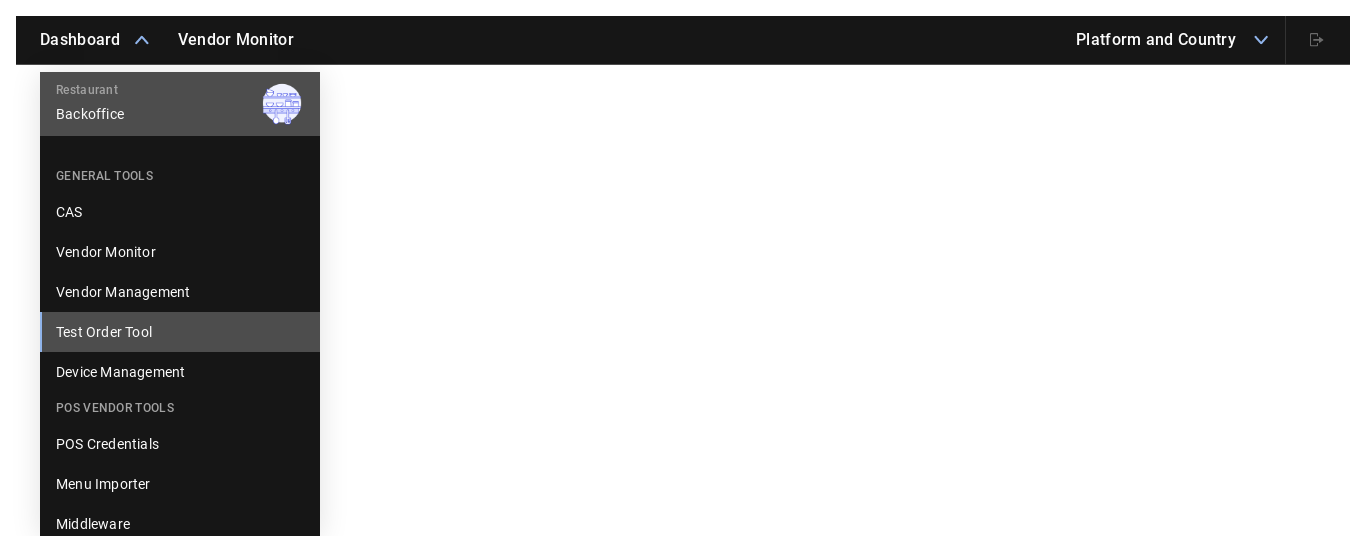 Dashboard Vendor Monitor Platform and Country
Restaurant
Backoffice
GENERAL TOOLS
CAS
Vendor Monitor
Vendor Management
Test Order Tool
Device Management
POS VENDOR TOOLS
POS Credentials
Menu Importer
Middleware